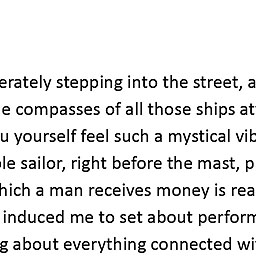 erately stepping into the street, a
e compasses of all those ships at
u yourself feel such a mystical vib
le sailor, right before the mast, p
hich a man receives money is rea
induced me to set about perform
g about everything connected wi